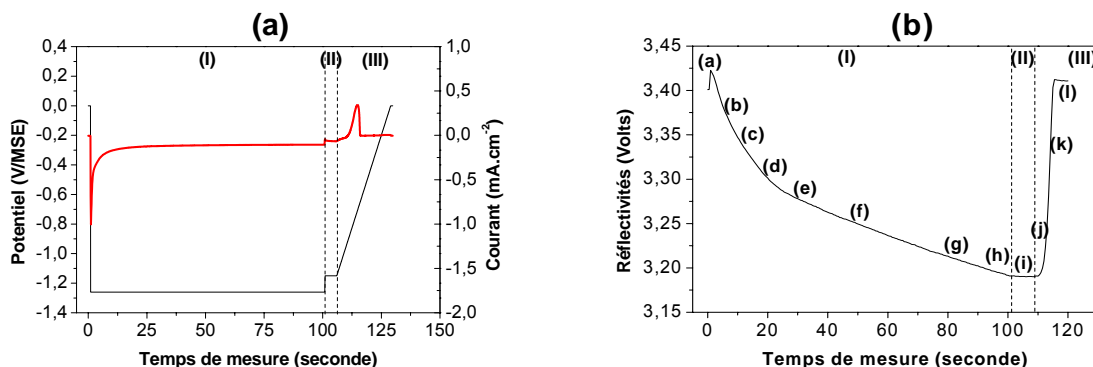 (a)
(I) (II) (III)
0,4 0,2 0,0 -0,2 -0,4 -0,6 -0,8 -1,0 -1,2 -1,4
Potentiel (V/MSE)
1,0 0,5 0,0 -0,5 -1,0 -1,5 -2,0
Courant (mA.cm-2)
0 25 50 75 100 125 150
Temps de mesure (seconde)
(b)
(I) (II) (III)
3,45 3,40 3,35 3,30 3,25 3,20 3,15
Réflectivités (Volts)
(a) (b) (c) (d) (e) (f) (g) (h) (i) (j) (k) (l)
0 20 40 60 80 100 120
Temps de mesure (seconde)